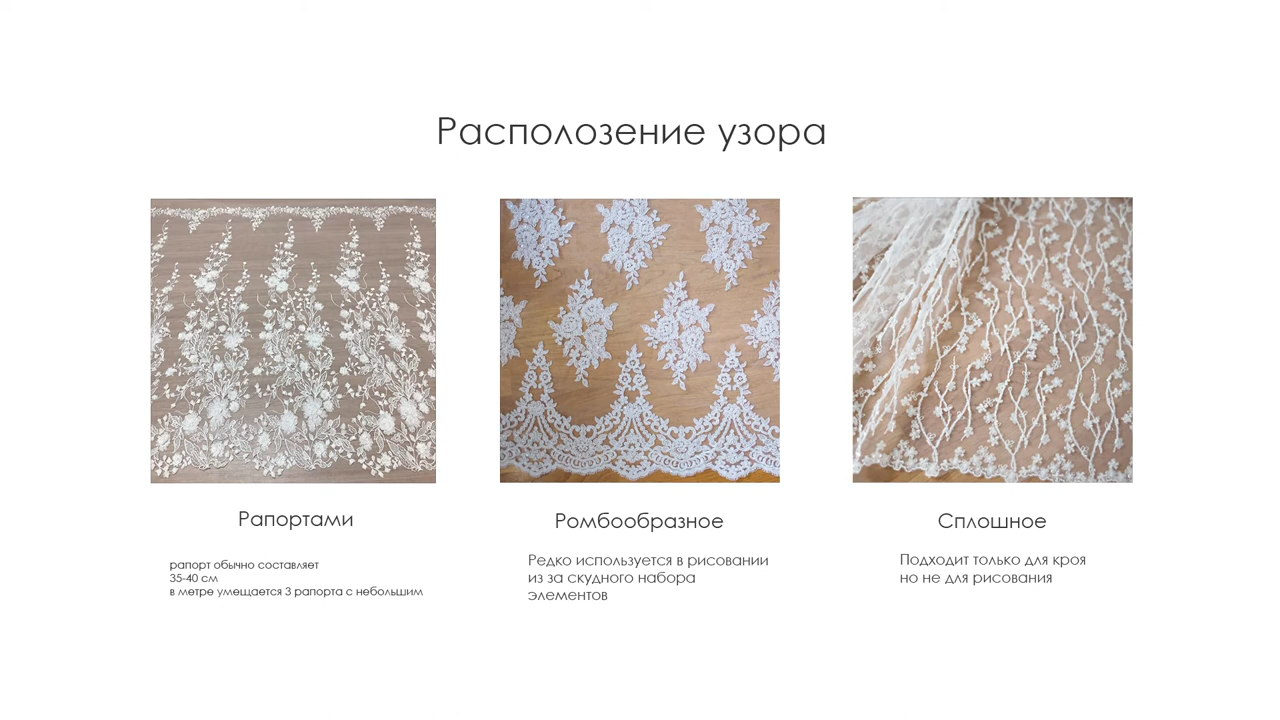 Расползение узора
Рапортами
рапорт обычно составляет
35-40 см
в метре умещается 3 рапорта с небольшим
Ромбообразное
Редко используется в рисовании
из за скудного набора
элементов
Сплошное
Подходит только для кроя
но не для рисования